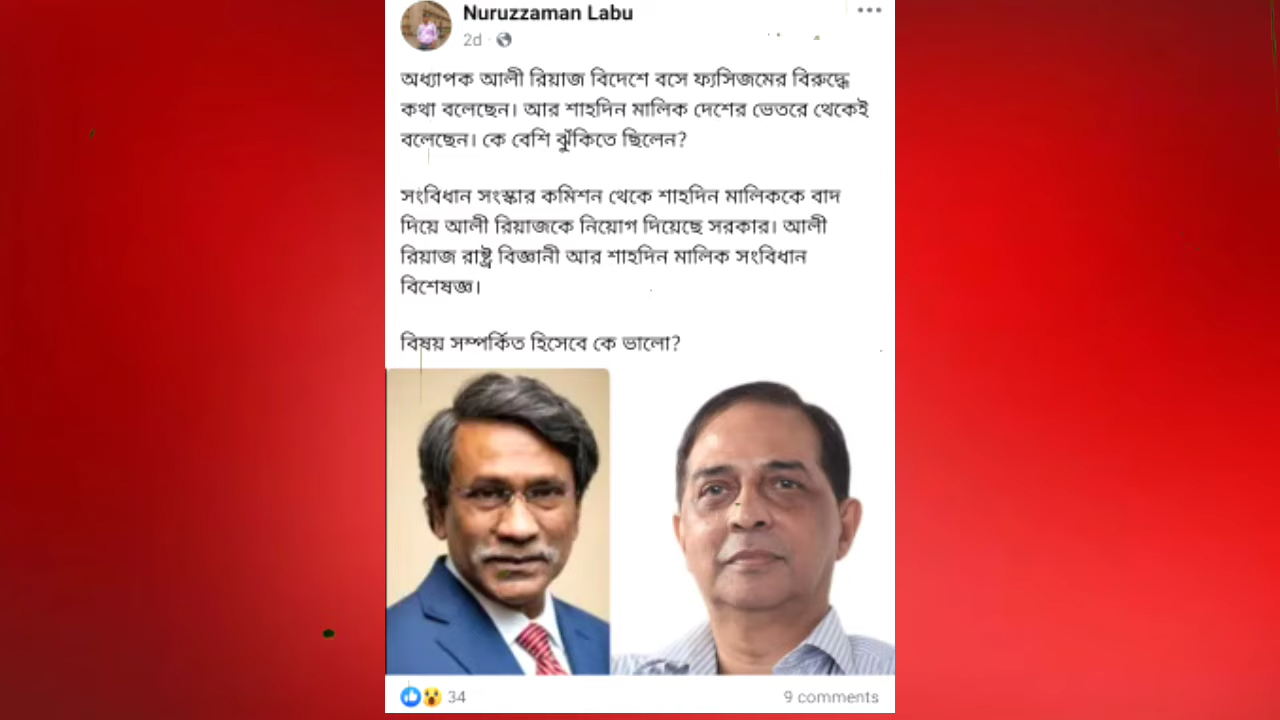 Nuruzzaman Labu
2d
অধ্যাপক আলী রিয়াজ বিদেশে বসে ফ্যসিজমের বিরুদ্ধে
কথা বলেছেন। আর শাহদিন মালিক দেশের ভেতরে থেকেই
বলেছেন। কে বেশি ঝুঁকিতে ছিলেন?
সংবিধান সংস্কার কমিশন থেকে শাহদিন মালিককে বাদ
দিয়ে আলী রিয়াজকে নিয়োগ দিয়েছে সরকার। আলী
রিয়াজ রাষ্ট্র বিজ্ঞানী আর শাহদিন মালিক সংবিধান
বিশেষজ্ঞ।
বিষয় সম্পর্কিত হিসেবে কে ভালো?
34
9 comments